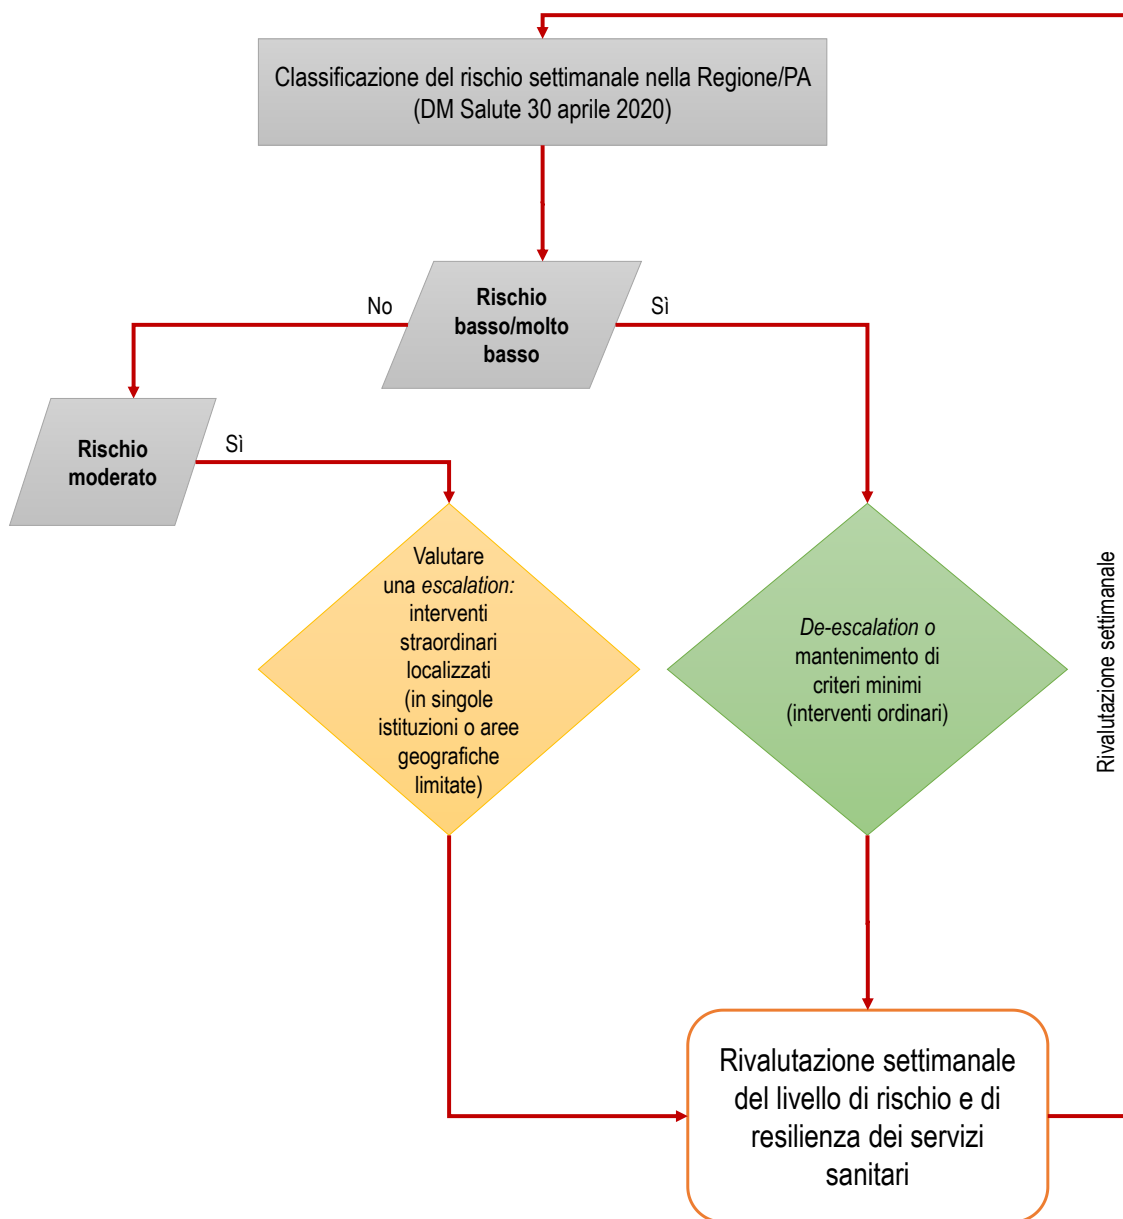 Classificazione del rischio settimanale nella Regione/PA
(DM Salute 30 aprile 2020)
No
Rischio
basso/molto
basso
Sì
Rischio
moderato
Sì
Valutare
una escalation:
interventi
straordinari
localizzati
(in singole
istituzioni o aree
geografiche
limitate)
De-escalation o
mantenimento di
criteri minimi
(interventi ordinari)
Rivalutazione settimanale
Rivalutazione settimanale
del livello di rischio e di
resilienza dei servizi
sanitari